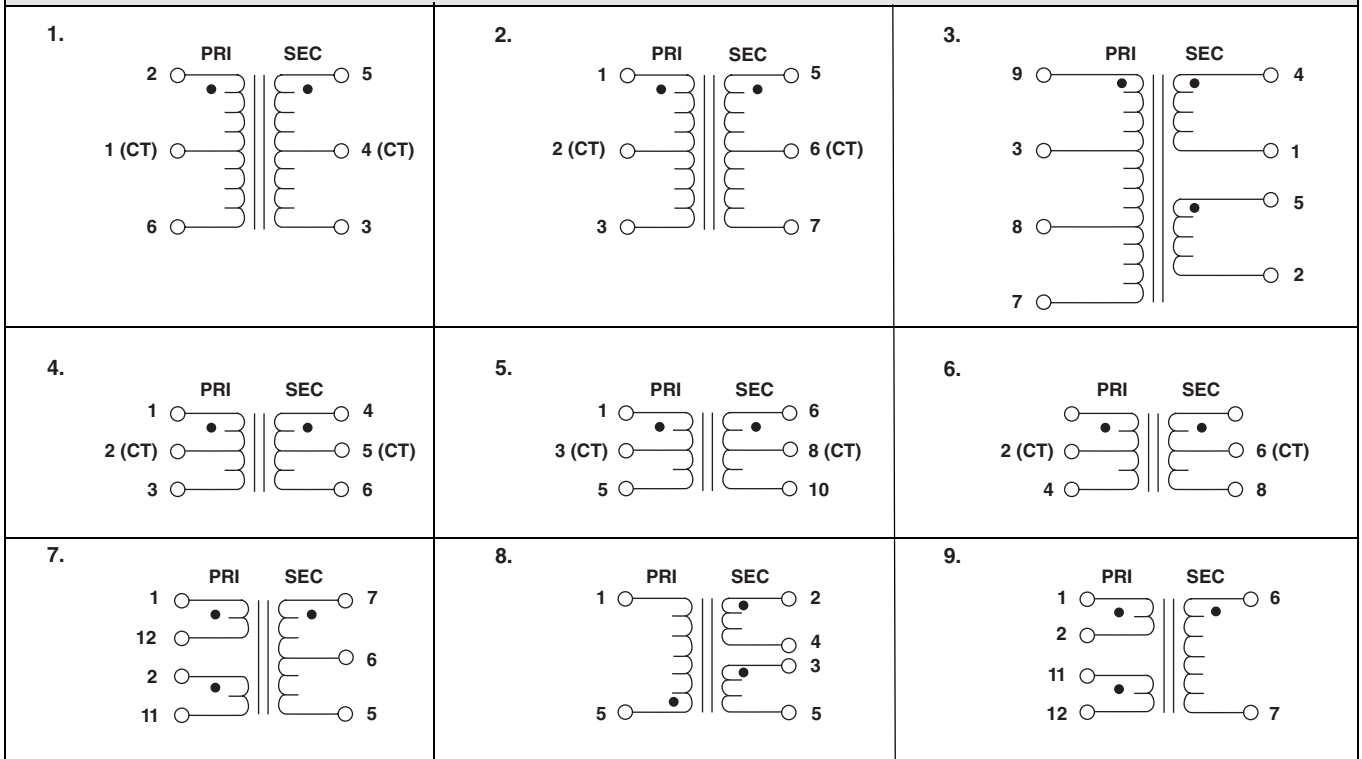 1.
PRI SEC
2 5
1 (CT) 4 (CT)
6 3
2.
PRI SEC
1 5
2 (CT) 6 (CT)
3 7
3.
PRI SEC
9 4
3 1
5
8
2
7
4.
PRI SEC
1 4
2 (CT) 5 (CT)
3 6
5.
PRI SEC
1 6
3 (CT) 8 (CT)
5 10
6.
PRI SEC
2 (CT) 6 (CT)
4 8
7.
PRI SEC
1 7
12
6
2
11 5
8.
PRI SEC
1 2
4
3
5 5
9.
PRI SEC
1 6
2
11
12 7